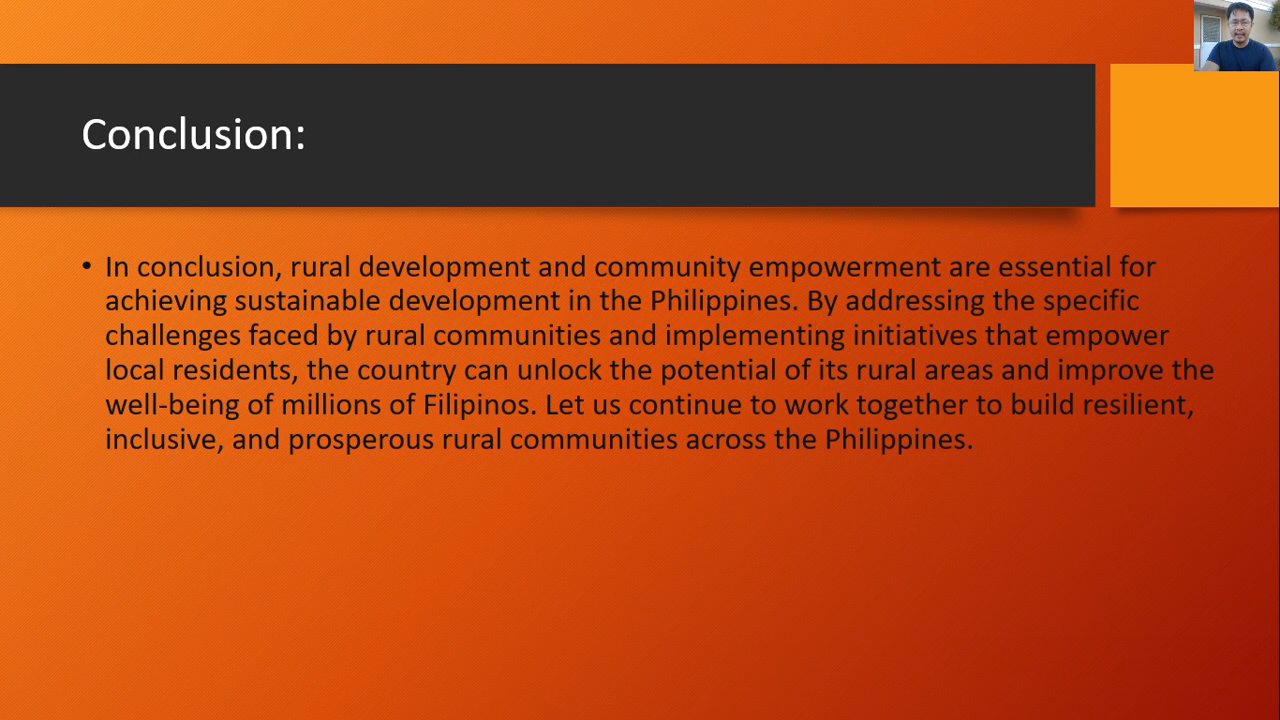 Conclusion:
• In conclusion, rural development and community empowerment are essential for
achieving sustainable development in the Philippines. By addressing the specific
challenges faced by rural communities and implementing initiatives that empower
local residents, the country can unlock the potential of its rural areas and improve the
well-being of millions of Filipinos. Let us continue to work together to build resilient,
inclusive, and prosperous rural communities across the Philippines.